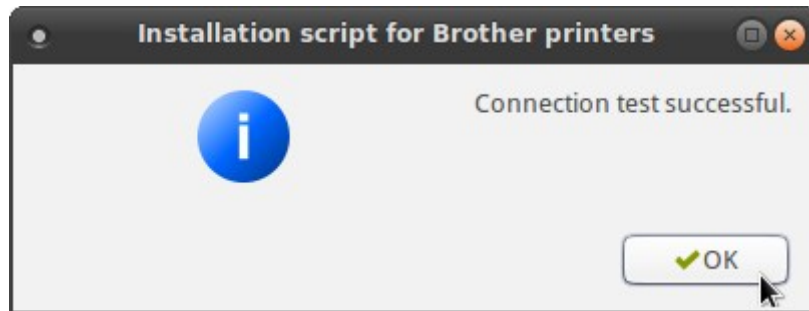 Installation script for Brother printers
Connection test successful.
OK